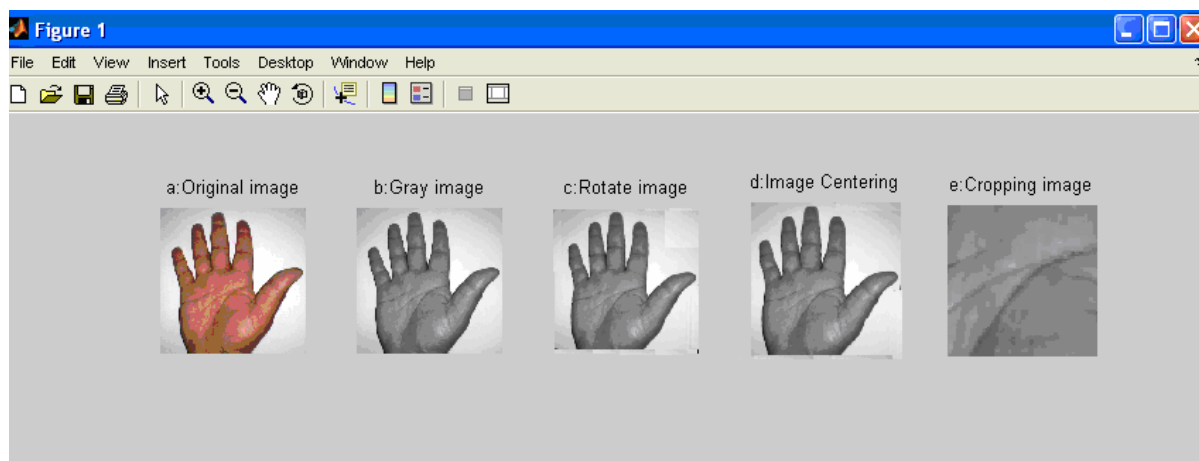 Figure 1
File Edit View Insert Tools Desktop Window Help
a:Original image
b:Gray image
c:Rotate image
d:Image Centering
e:Cropping image